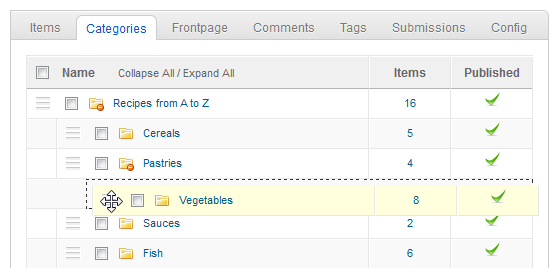 Items Categories Frontpage Comments Tags Submissions Config
Name Collapse All / Expand All Items Published
Recipes from A to Z 16
Cereals 5
Pastries 4
Vegetables 8
Sauces 2
Fish 6